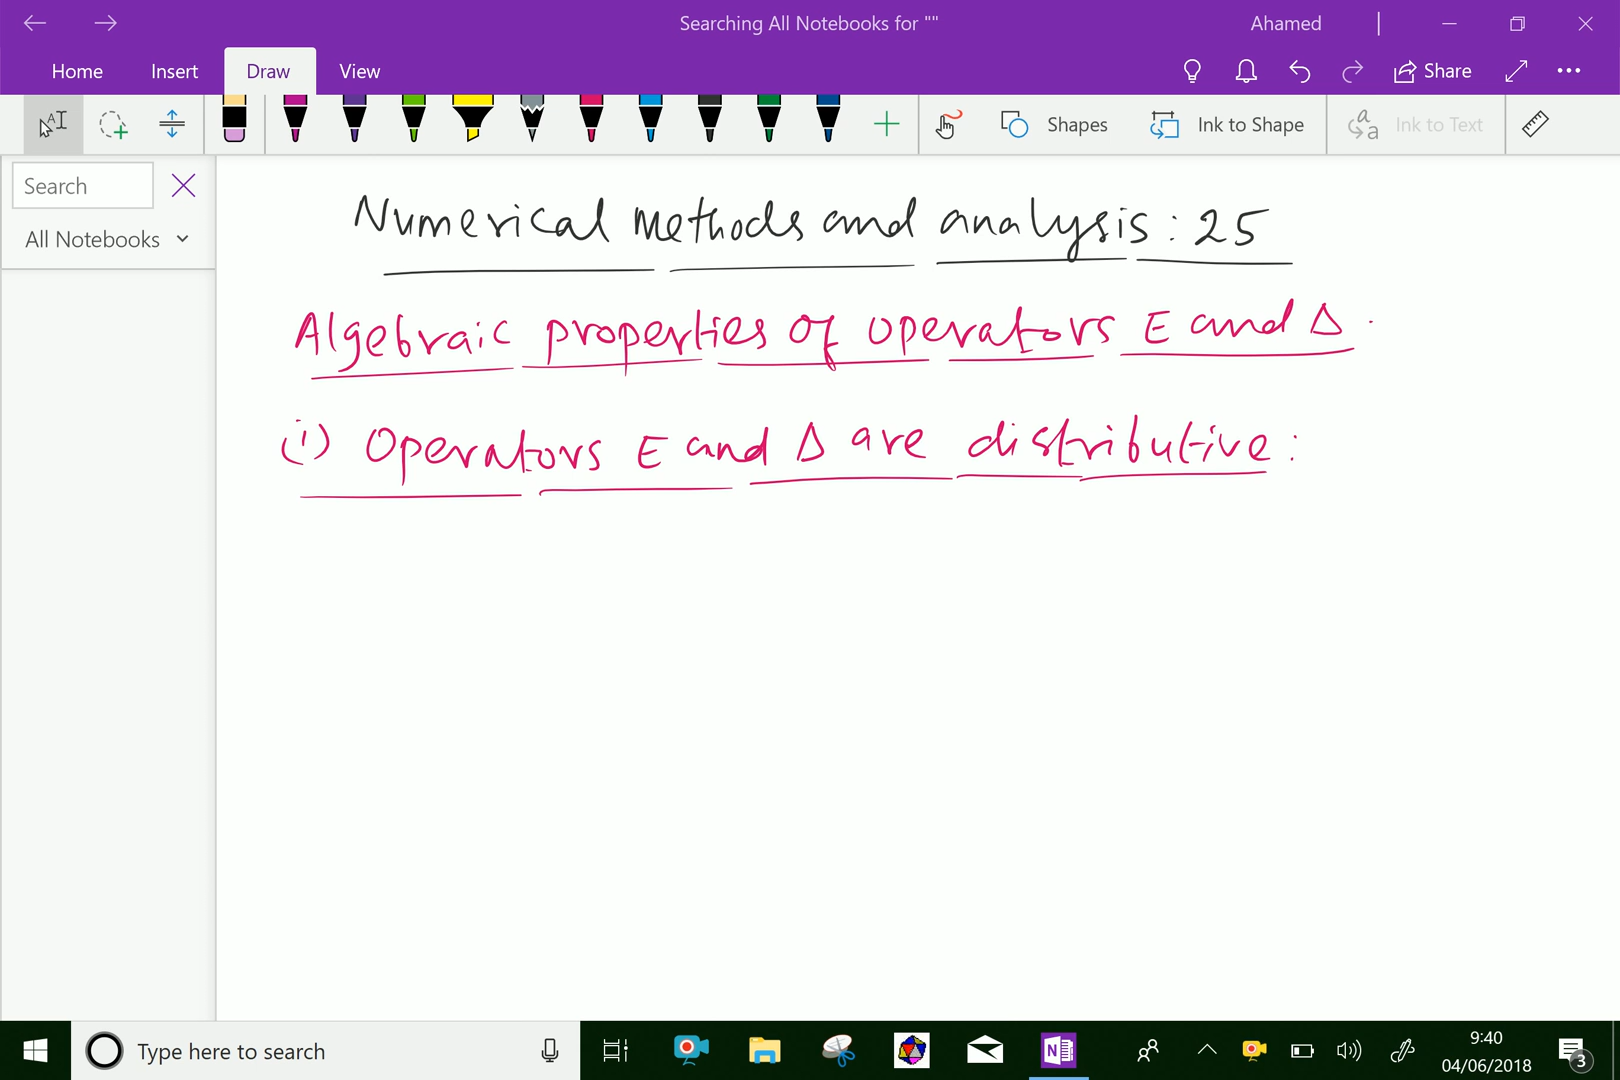 Searching All Notebooks for ""
Ahamed
Home Insert Draw View
Share
Shapes
Ink to Shape
Ink to Text
Search
All Notebooks
Numerical methods and analysis: 25
Algebraic properties of operators E and Δ.
(i) Operators E and Δ are distributive:
Type here to search
9:40
04/06/2018
3